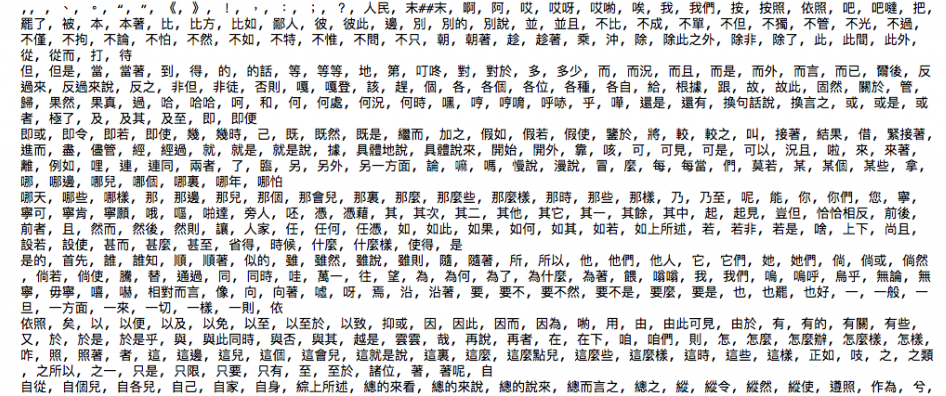 , ，, 、, 。, “, ”, 《, 》, ！, ，, ：, ；, ？, 人民, 末##末, 啊, 阿, 哎, 哎呀, 哎喲, 唉, 我, 我們, 按, 按照, 依照, 吧, 吧噠, 把,
罷了, 被, 本, 本著, 比, 比方, 比如, 鄙人, 彼, 彼此, 邊, 別, 別的, 別說, 並, 並且, 不比, 不成, 不單, 不但, 不獨, 不管, 不光, 不過,
不僅, 不拘, 不論, 不怕, 不然, 不如, 不特, 不惟, 不問, 不只, 朝, 朝著, 趁, 趁著, 乘, 沖, 除, 除此之外, 除非, 除了, 此, 此間, 此外,
從, 從而, 打, 待
但, 但是, 當, 當著, 到, 得, 的, 的話, 等, 等等, 地, 第, 叮咚, 對, 對於, 多, 多少, 而, 而況, 而且, 而是, 而外, 而言, 而已, 爾後, 反
過來, 反過來說, 反之, 非但, 非徒, 否則, 嘎, 嘎登, 該, 趕, 個, 各, 各個, 各位, 各種, 各自, 給, 根據, 跟, 故, 故此, 固然, 關於, 管,
歸, 果然, 果真, 過, 哈, 哈哈, 呵, 和, 何, 何處, 何況, 何時, 嘿, 哼, 哼唷, 呼哧, 乎, 嘩, 還是, 還有, 換句話說, 換言之, 或, 或是, 或
者, 極了, 及, 及其, 及至, 即, 即便
即或, 即令, 即若, 即使, 幾, 幾時, 己, 既, 既然, 既是, 繼而, 加之, 假如, 假若, 假使, 鑒於, 將, 較, 較之, 叫, 接著, 結果, 借, 緊接著,
進而, 盡, 儘管, 經, 經過, 就, 就是, 就是說, 據, 具體地說, 具體說來, 開始, 開外, 靠, 咳, 可, 可見, 可是, 可以, 況且, 啦, 來, 來著,
離, 例如, 哩, 連, 連同, 兩者, 了, 臨, 另, 另外, 另一方面, 論, 嘛, 嗎, 慢說, 漫說, 冒, 麼, 每, 每當, 們, 莫若, 某, 某個, 某些, 拿,
哪, 哪邊, 哪兒, 哪個, 哪裏, 哪年, 哪怕
哪天, 哪些, 哪樣, 那, 那邊, 那兒, 那個, 那會兒, 那裏, 那麼, 那麼些, 那麼樣, 那時, 那些, 那樣, 乃, 乃至, 呢, 能, 你, 你們, 您, 寧,
寧可, 寧肯, 寧願, 哦, 嘔, 啪達, 旁人, 呸, 憑, 憑藉, 其, 其次, 其二, 其他, 其它, 其一, 其餘, 其中, 起, 起見, 豈但, 恰恰相反, 前後,
前者, 且, 然而, 然後, 然則, 讓, 人家, 任, 任何, 任憑, 如, 如此, 如果, 如何, 如其, 如若, 如上所述, 若, 若非, 若是, 啥, 上下, 尚且,
設若, 設使, 甚而, 甚麼, 甚至, 省得, 時候, 什麼, 什麼樣, 使得, 是
是的, 首先, 誰, 誰知, 順, 順著, 似的, 雖, 雖然, 雖說, 雖則, 隨, 隨著, 所, 所以, 他, 他們, 他人, 它, 它們, 她, 她們, 倘, 倘或, 倘然
, 倘若, 倘使, 騰, 替, 通過, 同, 同時, 哇, 萬一, 往, 望, 為, 為何, 為了, 為什麼, 為著, 餵, 嗡嗡, 我, 我們, 嗚, 嗚呼, 烏乎, 無論, 無
寧, 毋寧, 嘻, 嚇, 相對而言, 像, 向, 向著, 噓, 呀, 焉, 沿, 沿著, 要, 要不, 要不然, 要不是, 要麼, 要是, 也, 也罷, 也好, 一, 一般, 一
旦, 一方面, 一來, 一切, 一樣, 一則, 依
依照, 矣, 以, 以便, 以及, 以免, 以至, 以至於, 以致, 抑或, 因, 因此, 因而, 因為, 喲, 用, 由, 由此可見, 由於, 有, 有的, 有關, 有些,
又, 於, 於是, 於是乎, 與, 與此同時, 與否, 與其, 越是, 雲雲, 哉, 再說, 再者, 在, 在下, 咱, 咱們, 則, 怎, 怎麼, 怎麼辦, 怎麼樣, 怎樣,
咋, 照, 照著, 者, 這, 這邊, 這兒, 這個, 這會兒, 這就是說, 這裏, 這麼, 這麼點兒, 這麼些, 這麼樣, 這時, 這些, 這樣, 正如, 吱, 之, 之類
, 之所以, 之一, 只是, 只限, 只要, 只有, 至, 至於, 諸位, 著, 著呢, 自
自從, 自個兒, 自各兒, 自己, 自家, 自身, 綜上所述, 總的來看, 總的來說, 總的說來, 總而言之, 總之, 縱, 縱令, 縱然, 縱使, 遵照, 作為, 兮,